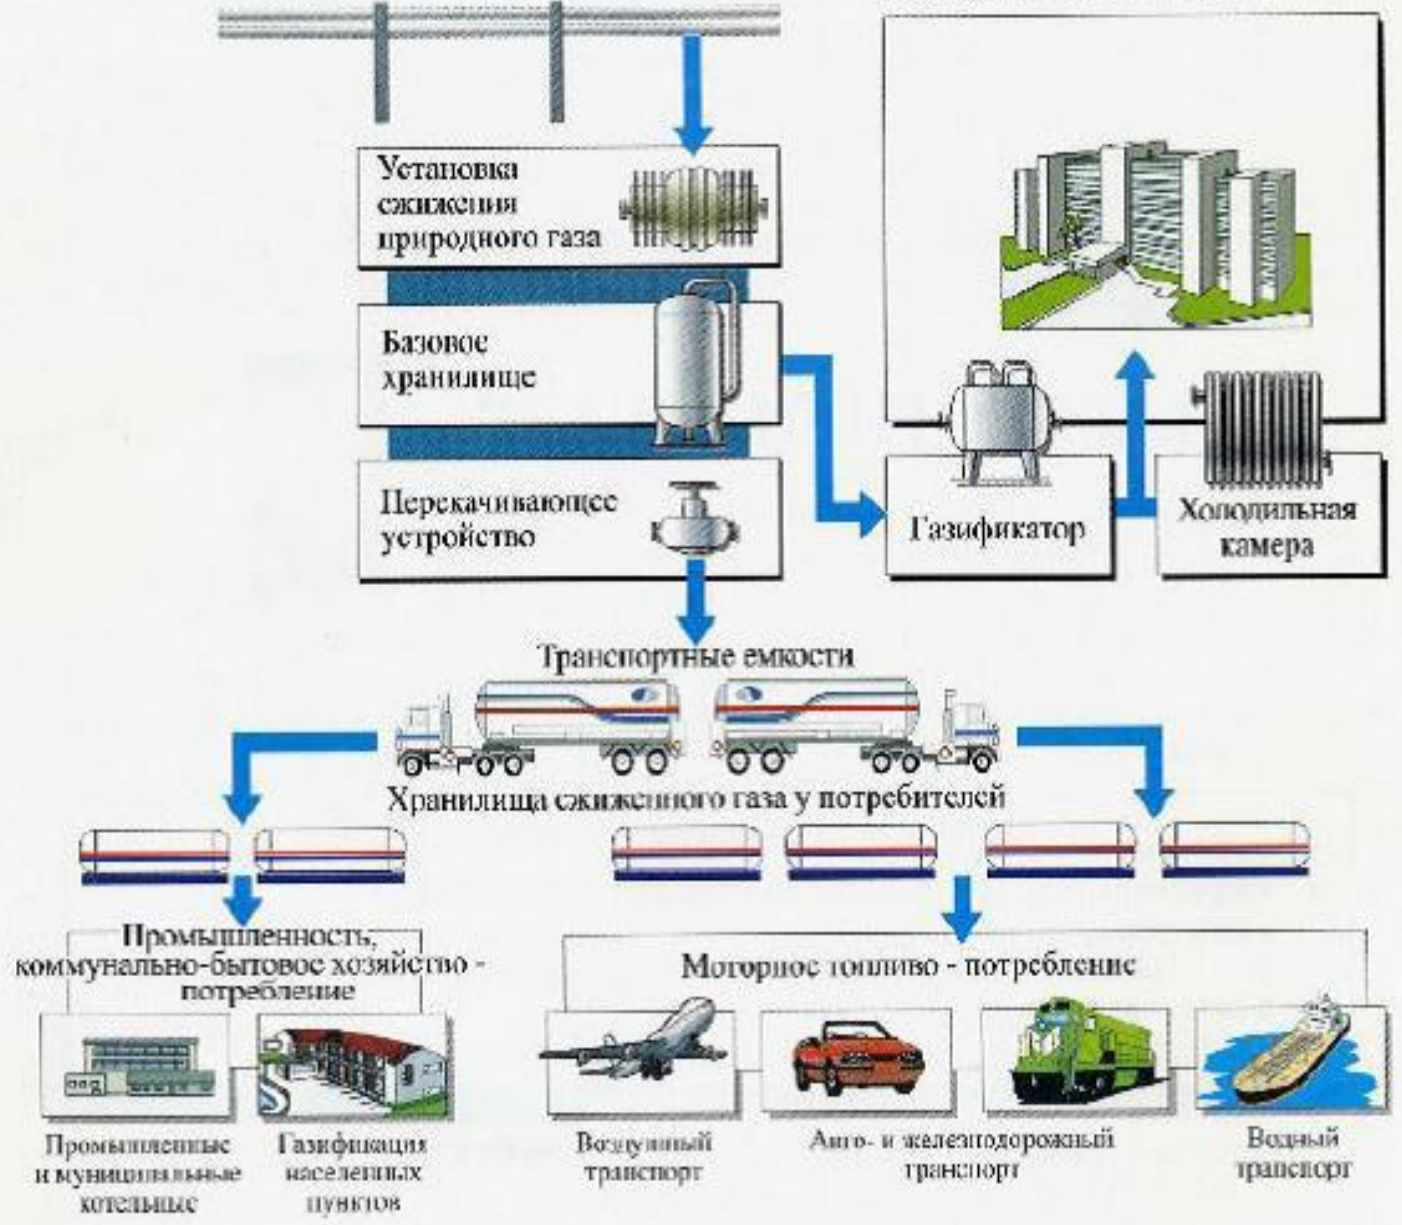 Установка
сжижения
природного газа
Базовое
хранилище
Перекачивающее
устройство
Газификатор
Холодильная
камера
Транспортные емкости
Хранилища сжиженного газа у потребителей
Промышленность,
коммунально-бытовое хозяйство -
потребление
Моторное топливо - потребление
Промышленные
и муниципальные
котельные
Газификация
населенных
пунктов
Воздушный
транспорт
Авто- и железнодорожный
транспорт
Водный
транспорт